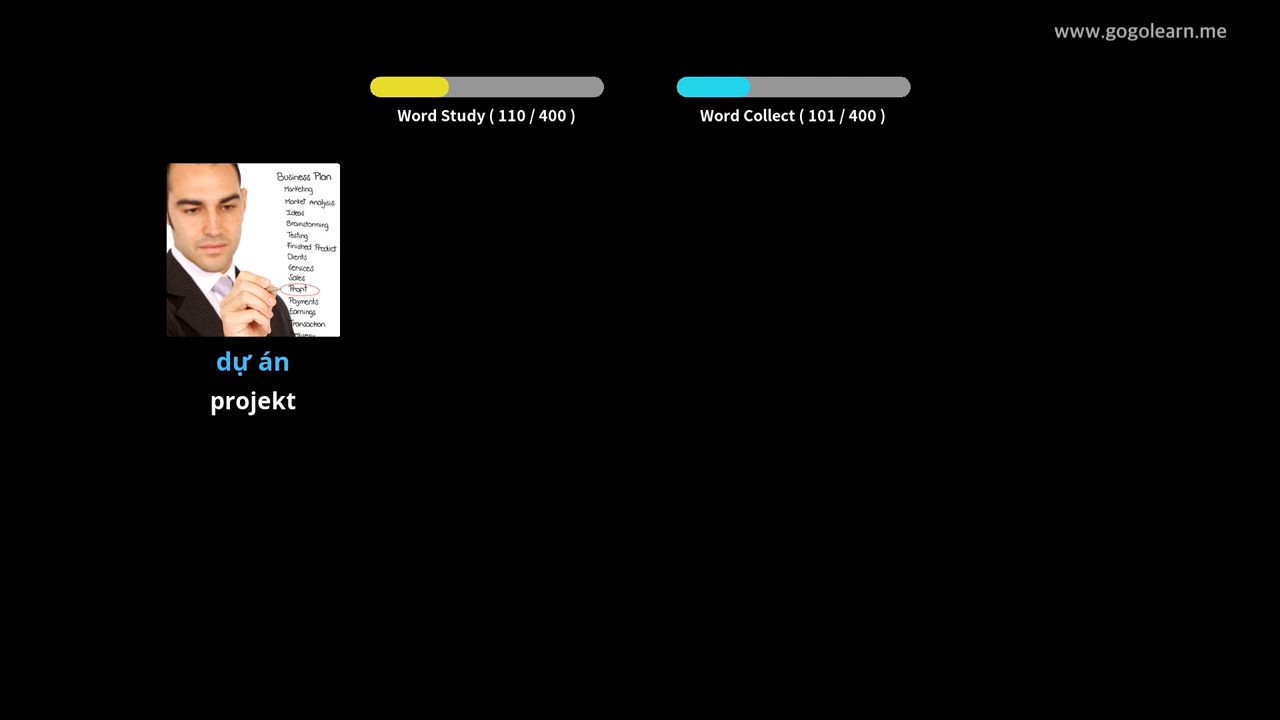 www.gogolearn.me
Word Study ( 110 / 400 )
Word Collect ( 101 / 400 )
Business Plan
Marketing
Market Analysis
Ideas
Brainstorming
Testing
Finished Product
Clients
Services
Sales
Profit
Payments
Earnings
Transaction
dự án
projekt